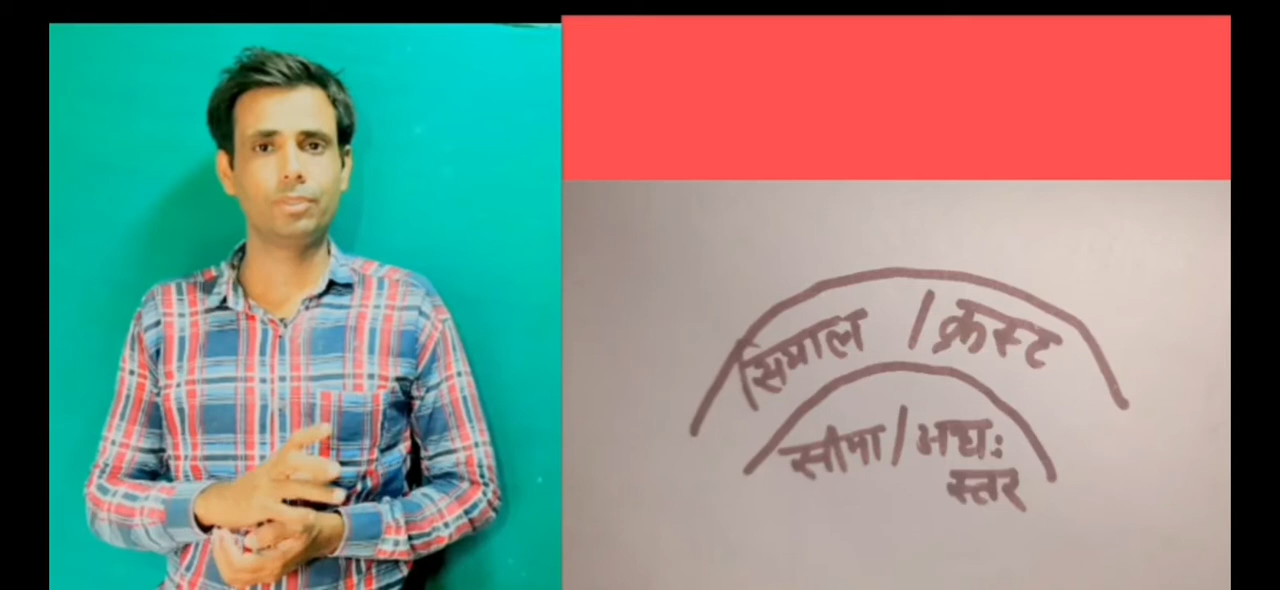 सियाल / क्रस्ट
सीमा / अधः
स्तर